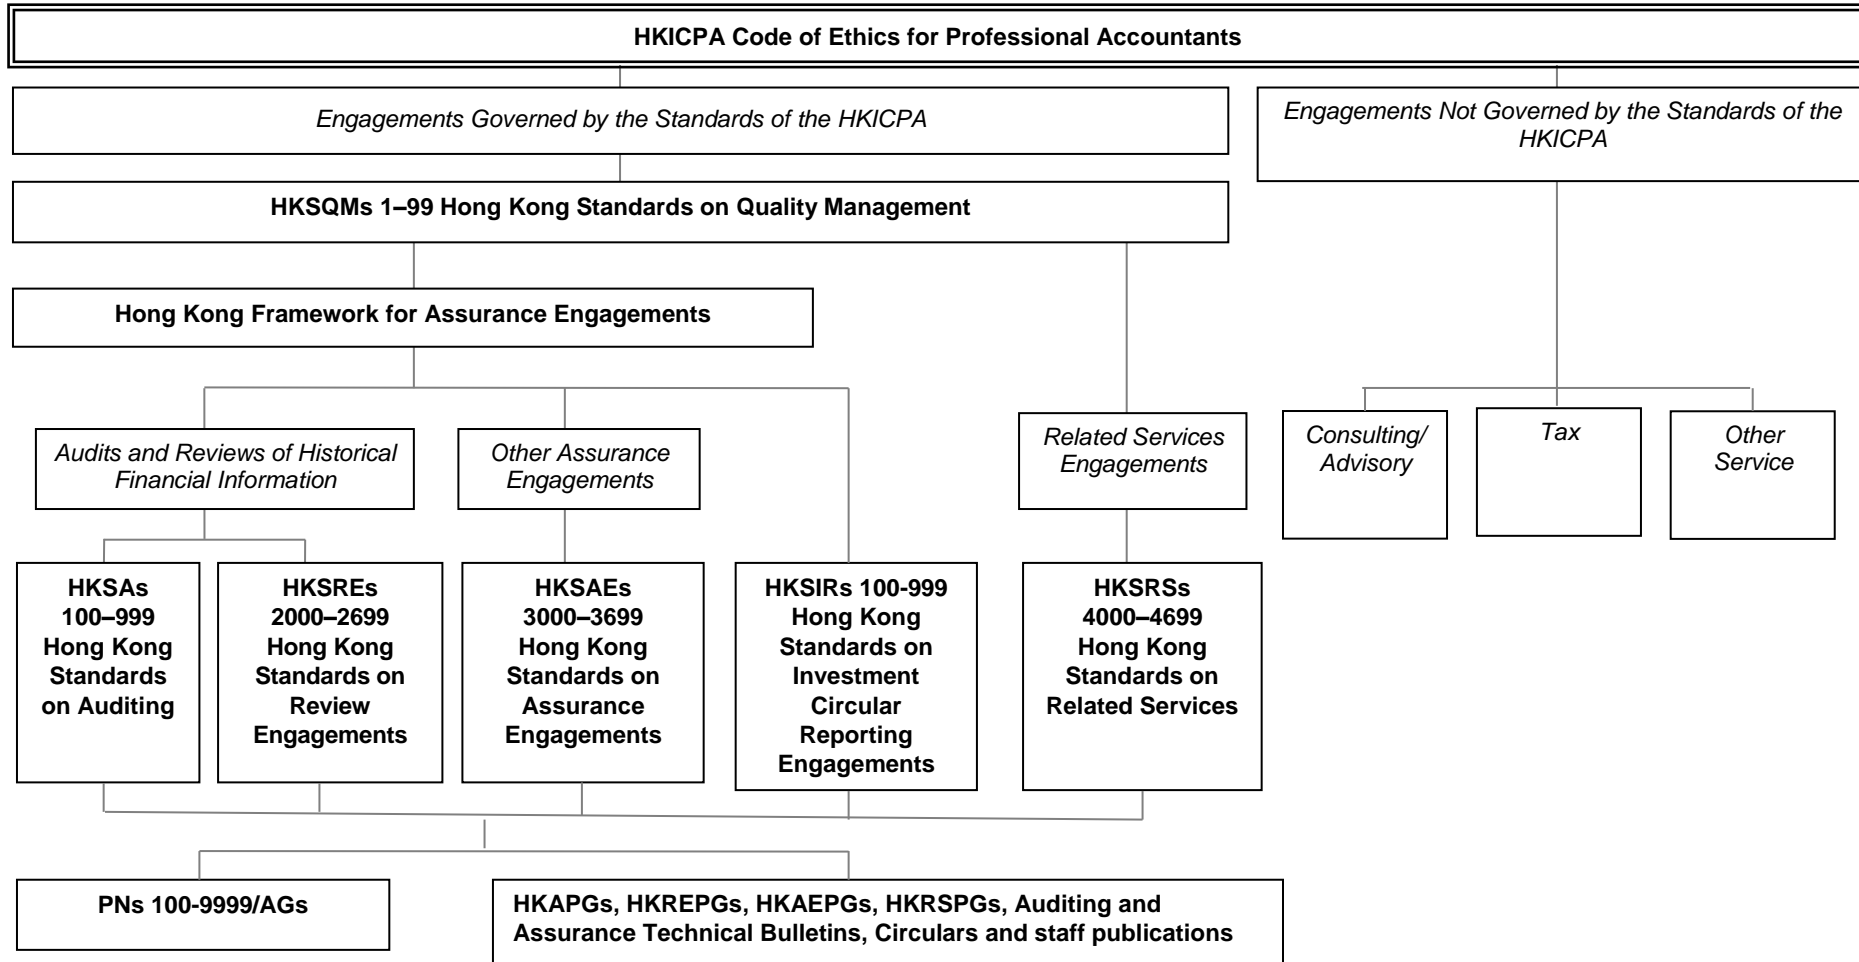 HKICPA Code of Ethics for Professional Accountants
Engagements Governed by the Standards of the HKICPA
Engagements Not Governed by the Standards of the
HKICPA
HKSQMs 1–99 Hong Kong Standards on Quality Management
Hong Kong Framework for Assurance Engagements
Audits and Reviews of Historical
Financial Information
Other Assurance
Engagements
Related Services
Engagements
Consulting/
Advisory
Tax
Other
Service
HKSAs
100–999
Hong Kong
Standards
on Auditing
HKSREs
2000–2699
Hong Kong
Standards on
Review
Engagements
HKSAEs
3000–3699
Hong Kong
Standards on
Assurance
Engagements
HKSIRs 100-999
Hong Kong
Standards on
Investment
Circular
Reporting
Engagements
HKSRSs
4000–4699
Hong Kong
Standards on
Related Services
PNs 100-9999/AGs
HKAPGs, HKREPGs, HKAEPGs, HKRSPGs, Auditing and
Assurance Technical Bulletins, Circulars and staff publications